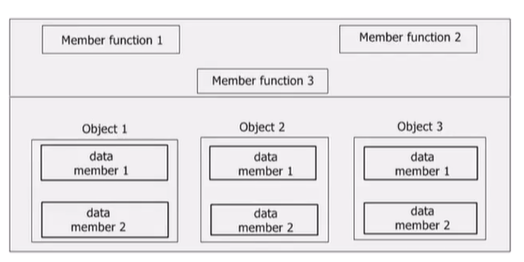 Member function 1
Member function 2
Member function 3
Object 1
data
member 1
data
member 2
Object 2
data
member 1
data
member 2
Object 3
data
member 1
data
member 2